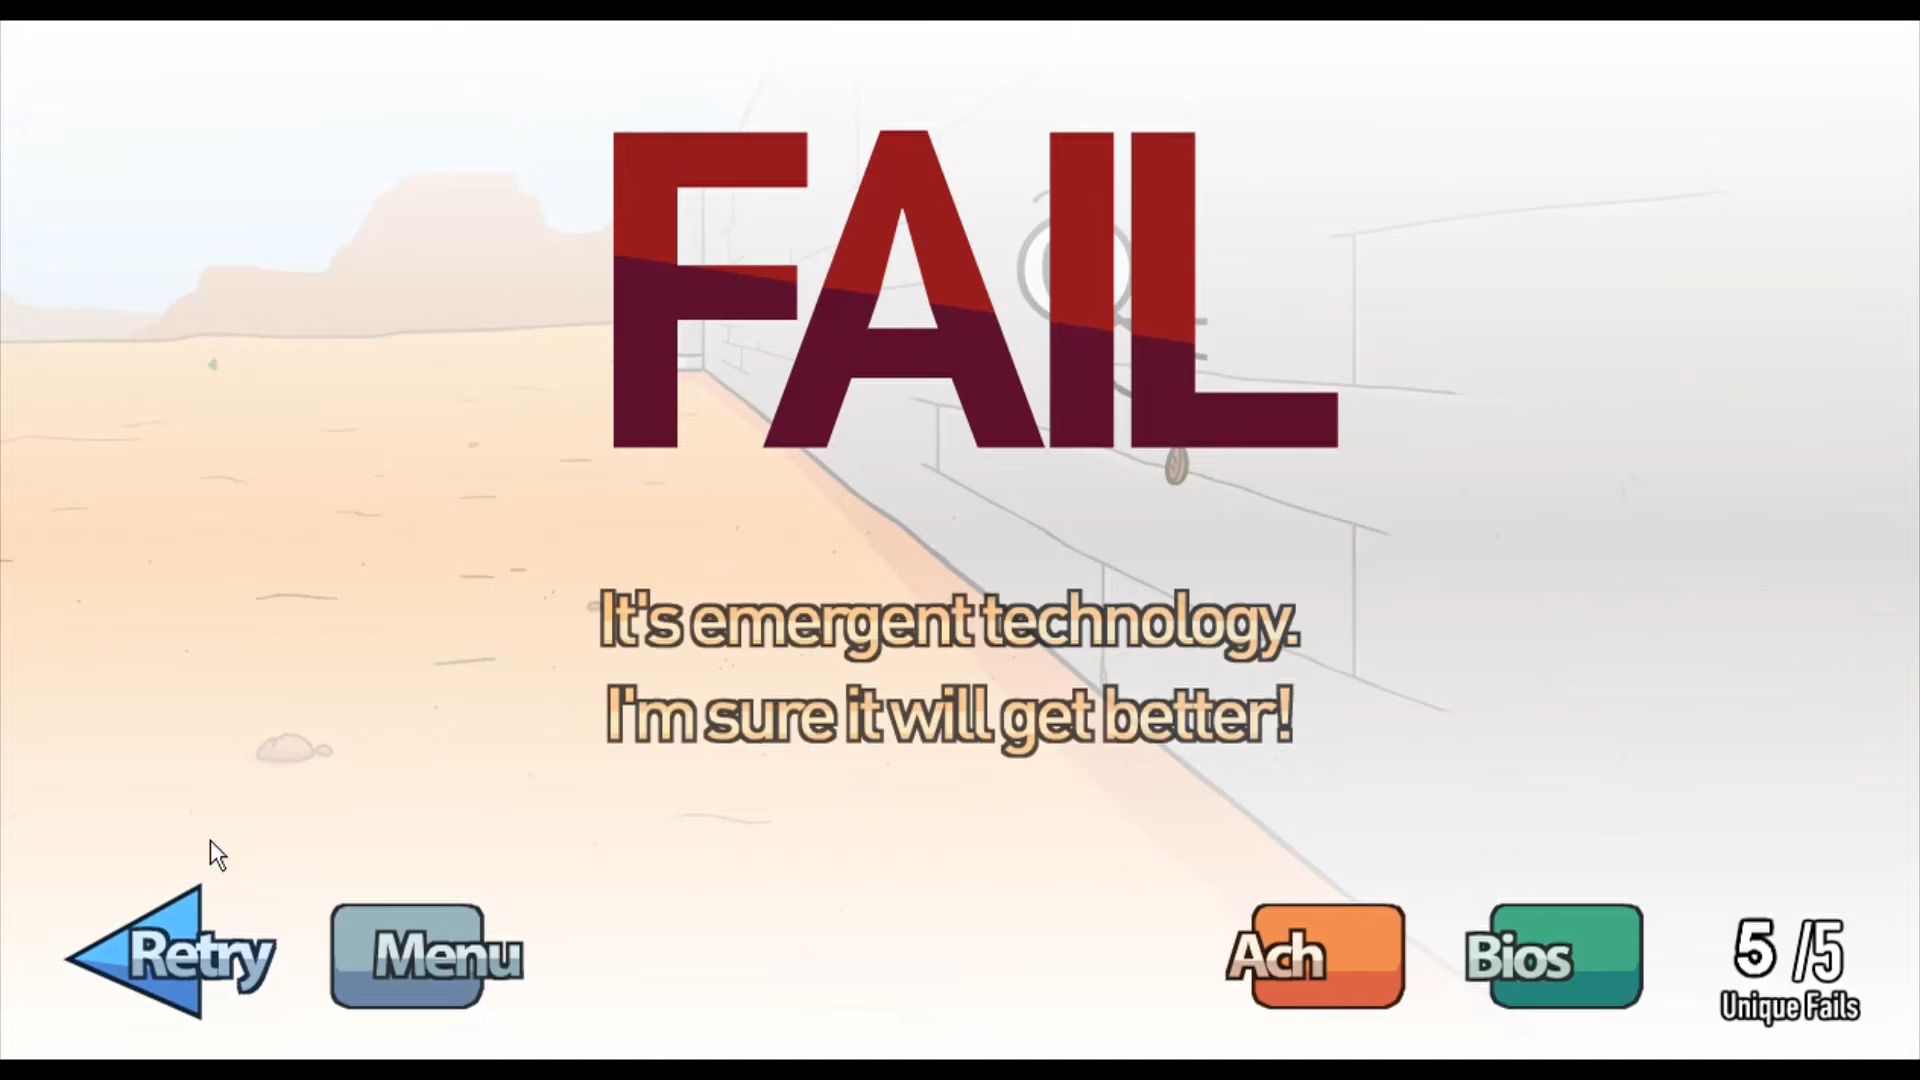 FAIL
It's emergent technology.
I'm sure it will get better!
Retry
Menu
Ach
Bios
5 /5
Unique Fails